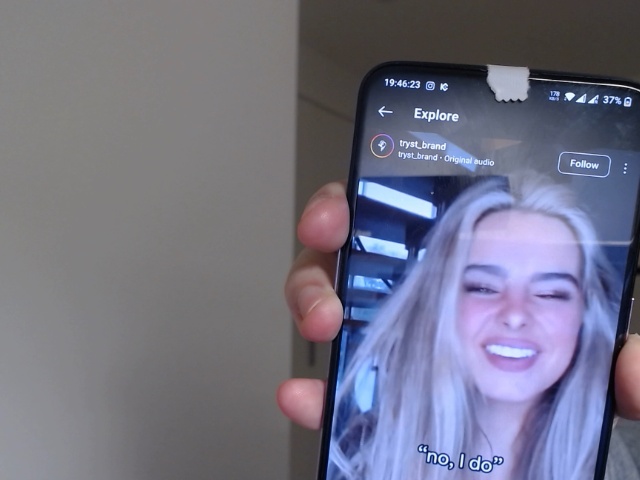 19:46:23
178
37%
Explore
tryst_brand
tryst_brand · Original audio
Follow
“no, I do”